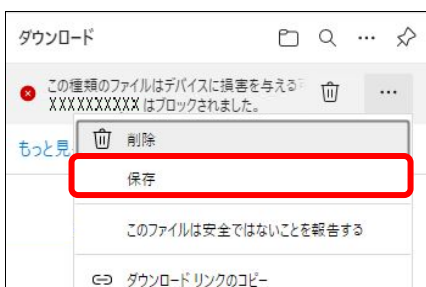 ダウンロード
この種類のファイルはデバイスに損害を与える
XXXXXXXXXX はブロックされました。
もっと見
削除
保存
このファイルは安全ではないことを報告する
ダウンロード リンクのコピー